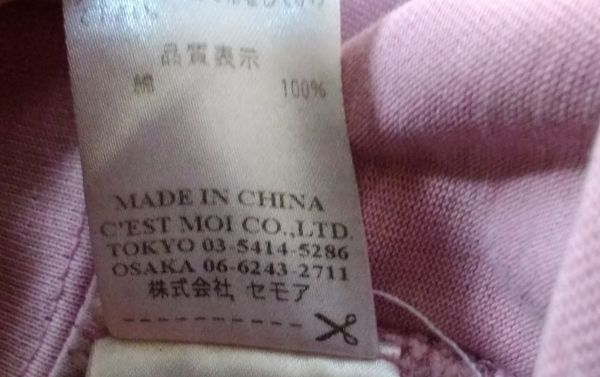 品質表示
綿 100%
MADE IN CHINA
C'EST MOI CO.,LTD.
TOKYO 03-5414-5286
OSAKA 06-6243-2711
株式会社 セモア